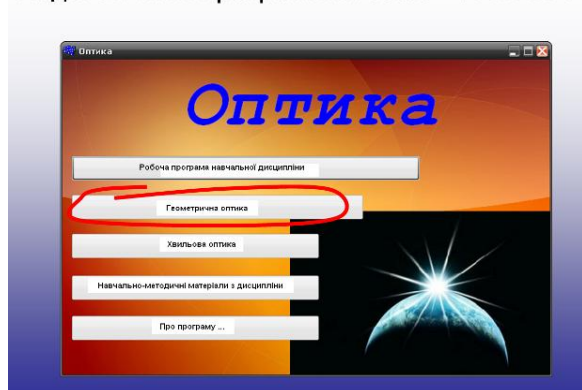 Оптика
Оптика
Робоча програма навчальної дисципліни
Геометрична оптика
Хвильова оптика
Навчально-методичні матеріали з дисципліни
Про програму ...